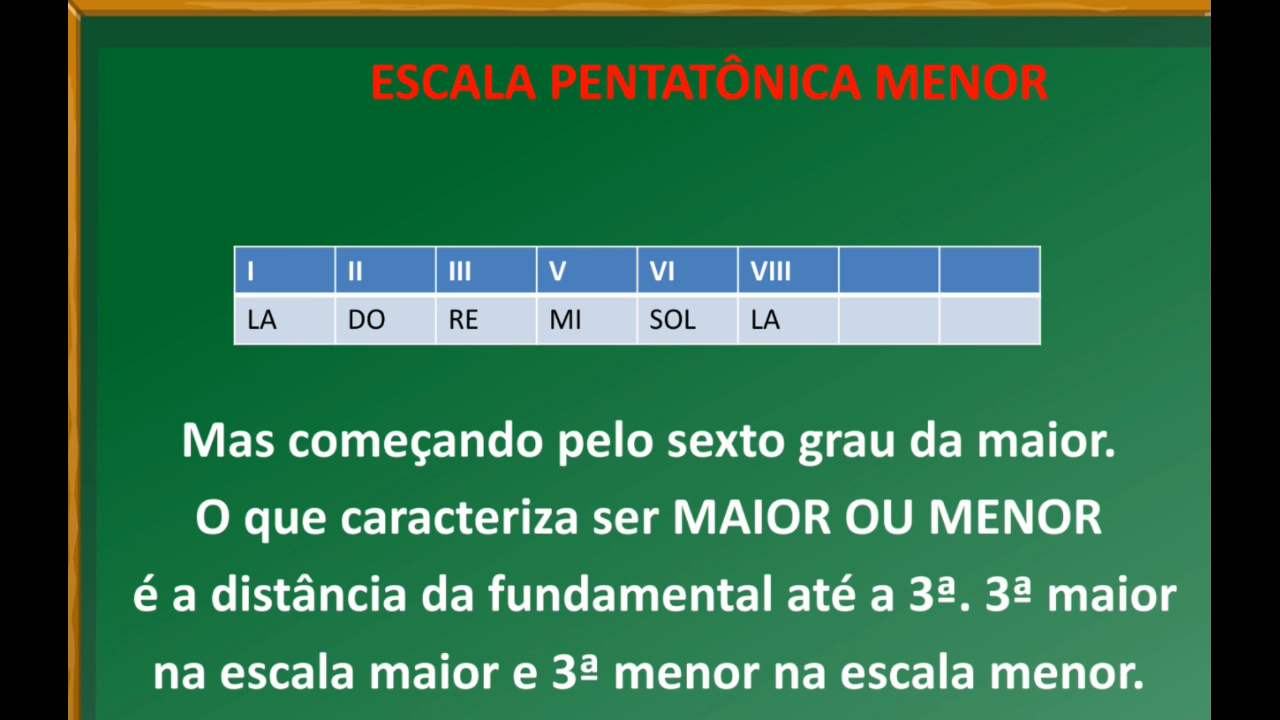 ESCALA PENTATÔNICA MENOR
I II III V VI VIII
LA DO RE MI SOL LA
Mas começando pelo sexto grau da maior.
O que caracteriza ser MAIOR OU MENOR
é a distância da fundamental até a 3ª. 3ª maior
na escala maior e 3ª menor na escala menor.